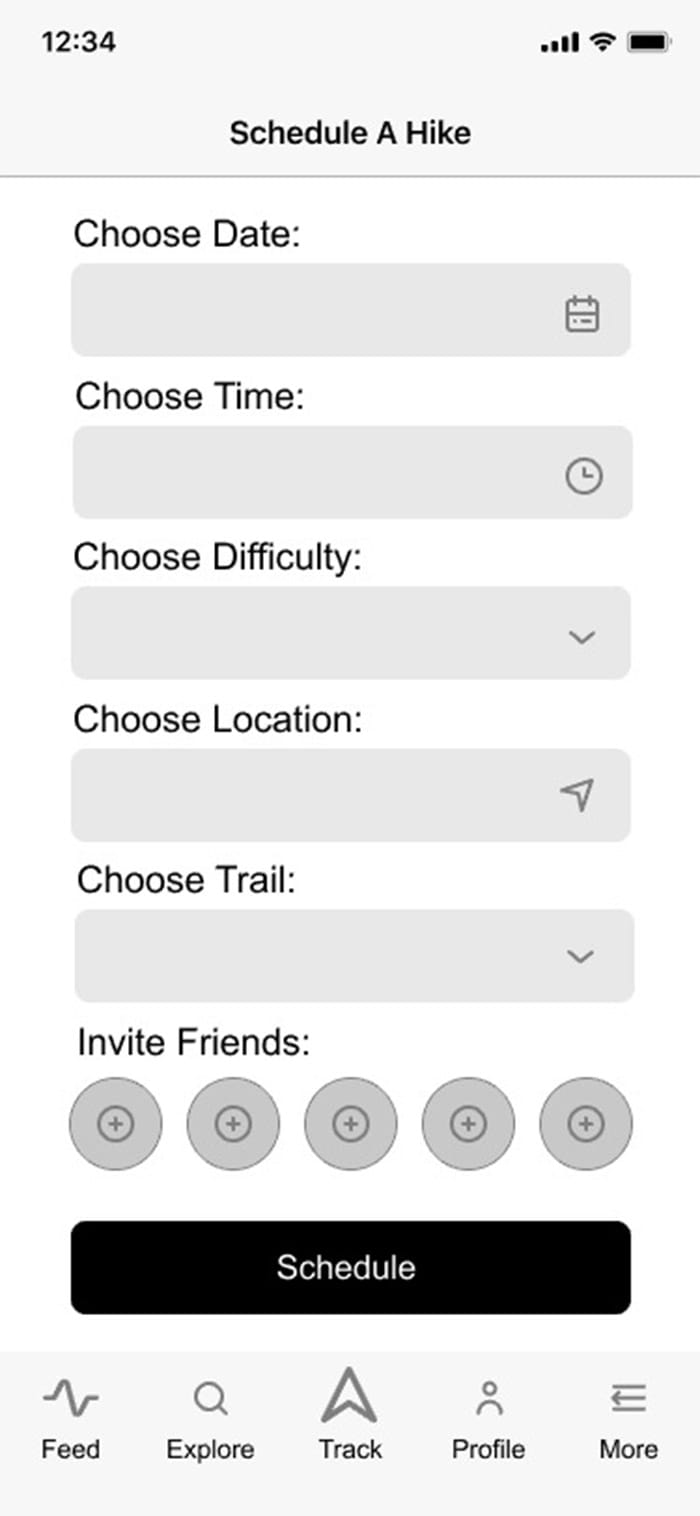 12:34
Schedule A Hike
Choose Date:
Choose Time:
Choose Difficulty:
Choose Location:
Choose Trail:
Invite Friends:
Schedule
Feed Explore Track Profile More